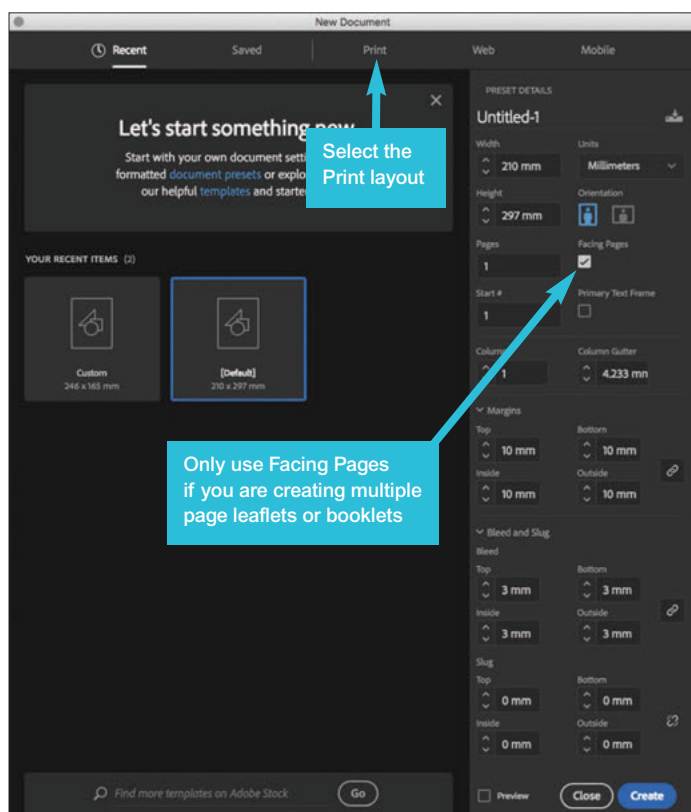 New Document
Recent
Saved
Print
Web
Mobile
Let's start something new
Start with your own document setti
formatted document presets or explo
our helpful templates and starte
Select the
Print layout
YOUR RECENT ITEMS (2)
Custom
246 x 165 mm
[Default]
210 x 297 mm
Only use Facing Pages
if you are creating multiple
page leaflets or booklets
Find more templates on Adobe Stock
Go
PRESET DETAILS
Untitled-1
Width
Units
210 mm
Millimeters
Height
Orientation
297 mm
Pages
Facing Pages
1
Start #
Primary Text Frame
1
Column
Column Gutter
1
4.233 mn
Margins
Top
Bottom
10 mm
10 mm
Inside
Outside
10 mm
10 mm
Bleed and Slug
Bleed
Top
Bottom
3 mm
3 mm
Inside
Outside
3 mm
3 mm
Slug
Top
Bottom
0 mm
0 mm
Inside
Outside
0 mm
0 mm
Preview
Close
Create